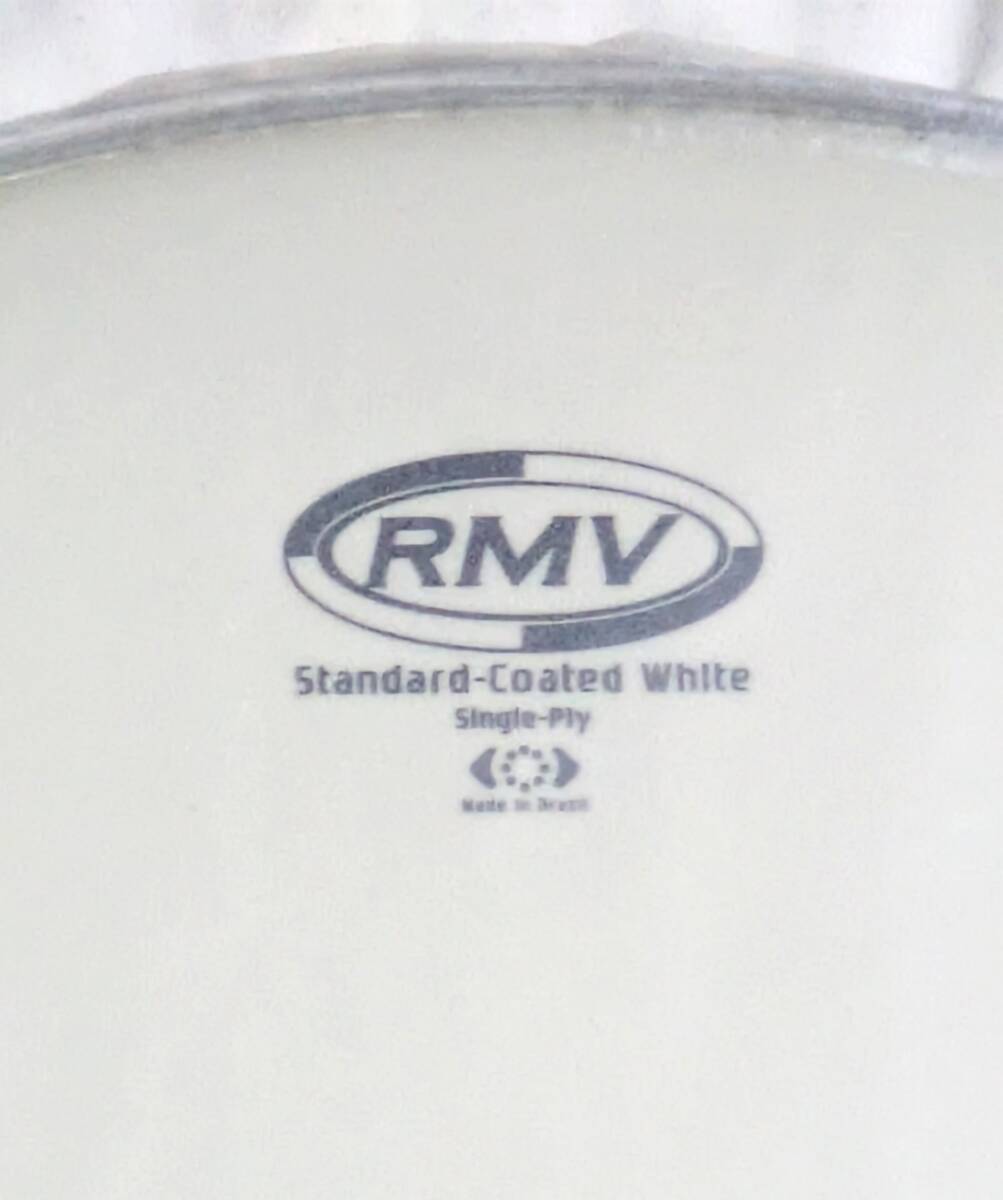 RMV
Standard-Coated White
Single-Ply
Made in Brazil